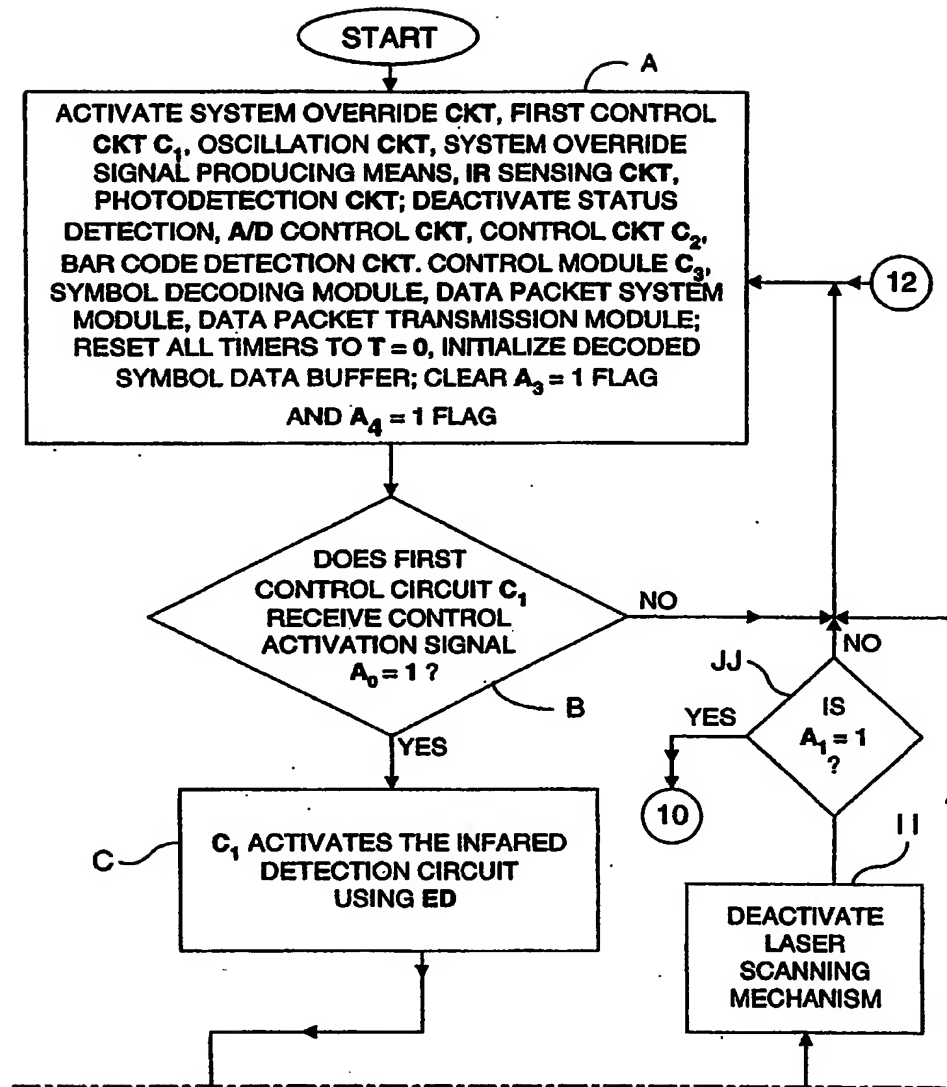 START
A
ACTIVATE SYSTEM OVERRIDE CKT, FIRST CONTROL
CKT C₁, OSCILLATION CKT, SYSTEM OVERRIDE
SIGNAL PRODUCING MEANS, IR SENSING CKT,
PHOTODETECTION CKT; DEACTIVATE STATUS
DETECTION, A/D CONTROL CKT, CONTROL CKT C₂,
BAR CODE DETECTION CKT. CONTROL MODULE C₃,
SYMBOL DECODING MODULE, DATA PACKET SYSTEM
MODULE, DATA PACKET TRANSMISSION MODULE;
RESET ALL TIMERS TO T = 0, INITIALIZE DECODED
SYMBOL DATA BUFFER; CLEAR A₃ = 1 FLAG
AND A₄ = 1 FLAG
12
DOES FIRST
CONTROL CIRCUIT C₁
RECEIVE CONTROL
ACTIVATION SIGNAL
A₀ = 1 ?
NO
B
YES
NO
JJ
IS
A₁ = 1
?
YES
10
C
C₁ ACTIVATES THE INFARED
DETECTION CIRCUIT
USING ED
II
DEACTIVATE
LASER
SCANNING
MECHANISM